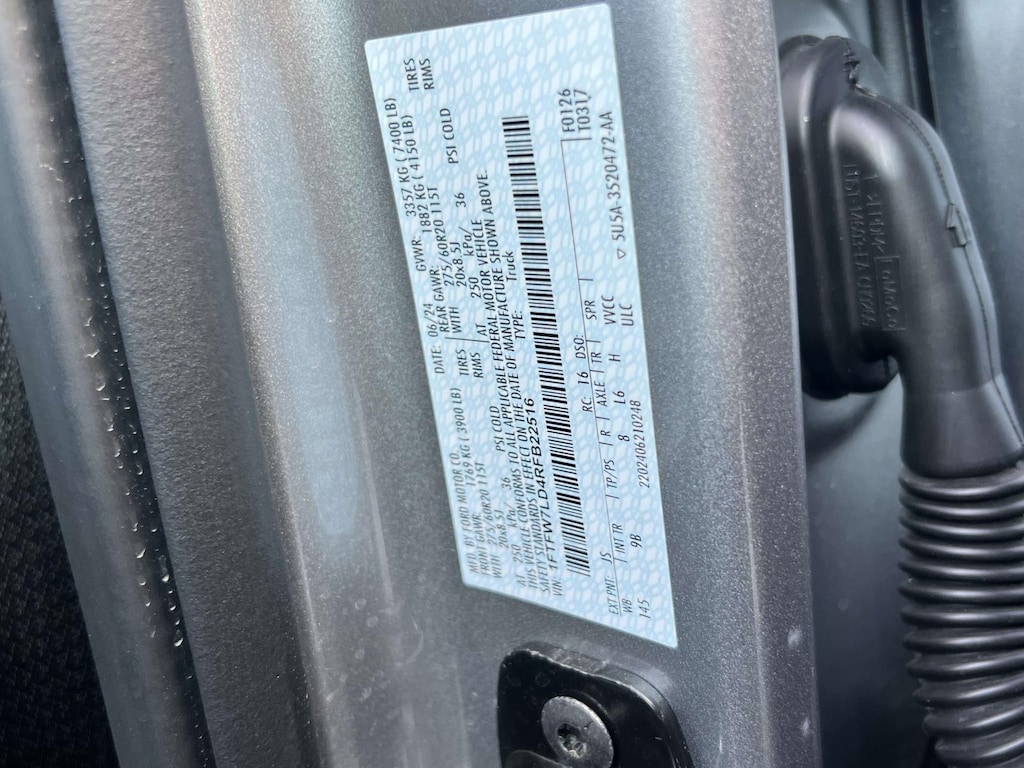 MFD. BY FORD MOTOR CO.
DATE: 06/24 GVWR: 3357 KG ( 7400 LB)
FRONT GAWR: 1769 KG ( 3900 LB) REAR GAWR: 1882 KG ( 4150 LB)
WITH 275/60R20 115T TIRES WITH 275/60R20 115T TIRES
20x8.5J RIMS 20x8.5J RIMS
AT 250 kPa/ 36 PSI COLD AT 250 kPa/ 36 PSI COLD
THIS VEHICLE CONFORMS TO ALL APPLICABLE FEDERAL MOTOR VEHICLE
SAFETY STANDARDS IN EFFECT ON THE DATE OF MANUFACTURE SHOWN ABOVE.
VIN: 1FTFW7LD4RFB22516 TYPE: Truck
F0126
T0317
EXT PNT: JS RC: 16 DSO:
WB INT TR TP/PS R AXLE TR SPR
145 9B 8 L6 H VVCC
ULC
220240621024B
5U5A-3520472-AA